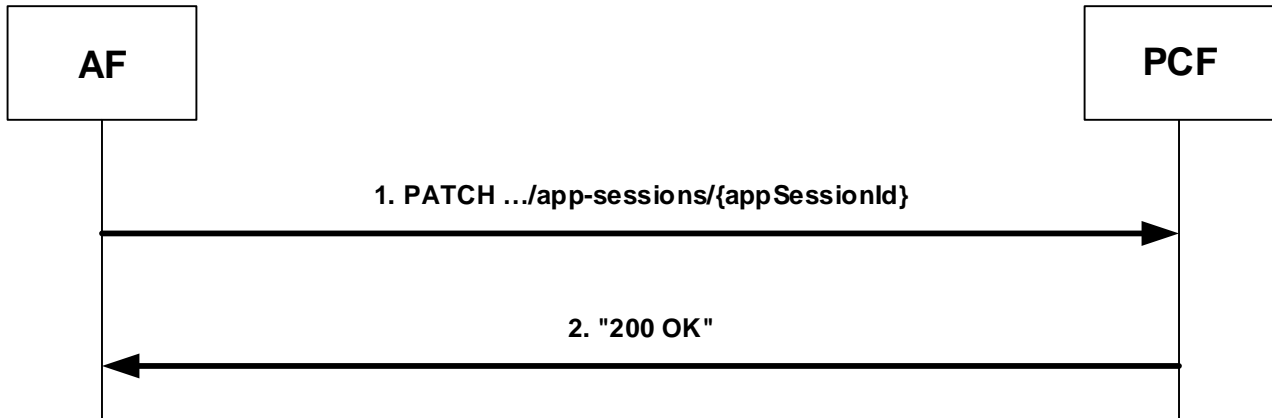 AF
PCF
1. PATCH .../app-sessions/{appSessionId}
2. "200 OK"